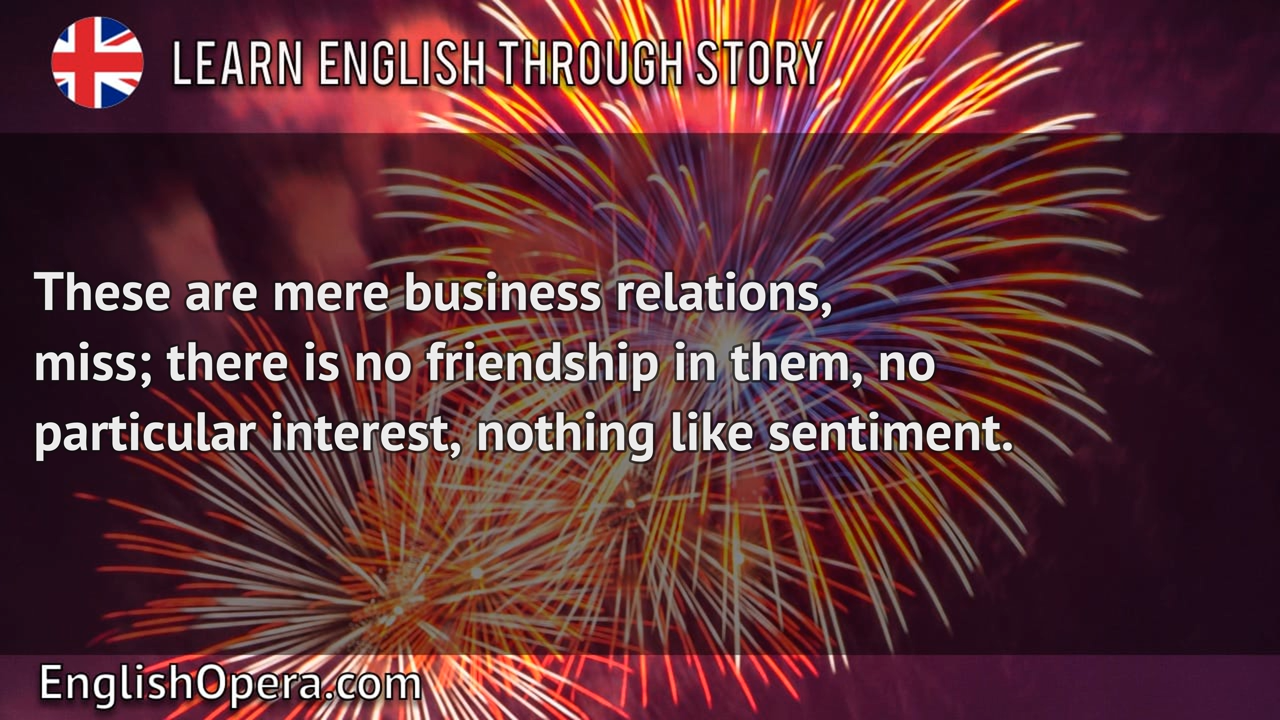 LEARN ENGLISH THROUGH STORY
These are mere business relations,
miss; there is no friendship in them, no
particular interest, nothing like sentiment.
EnglishOpera.com